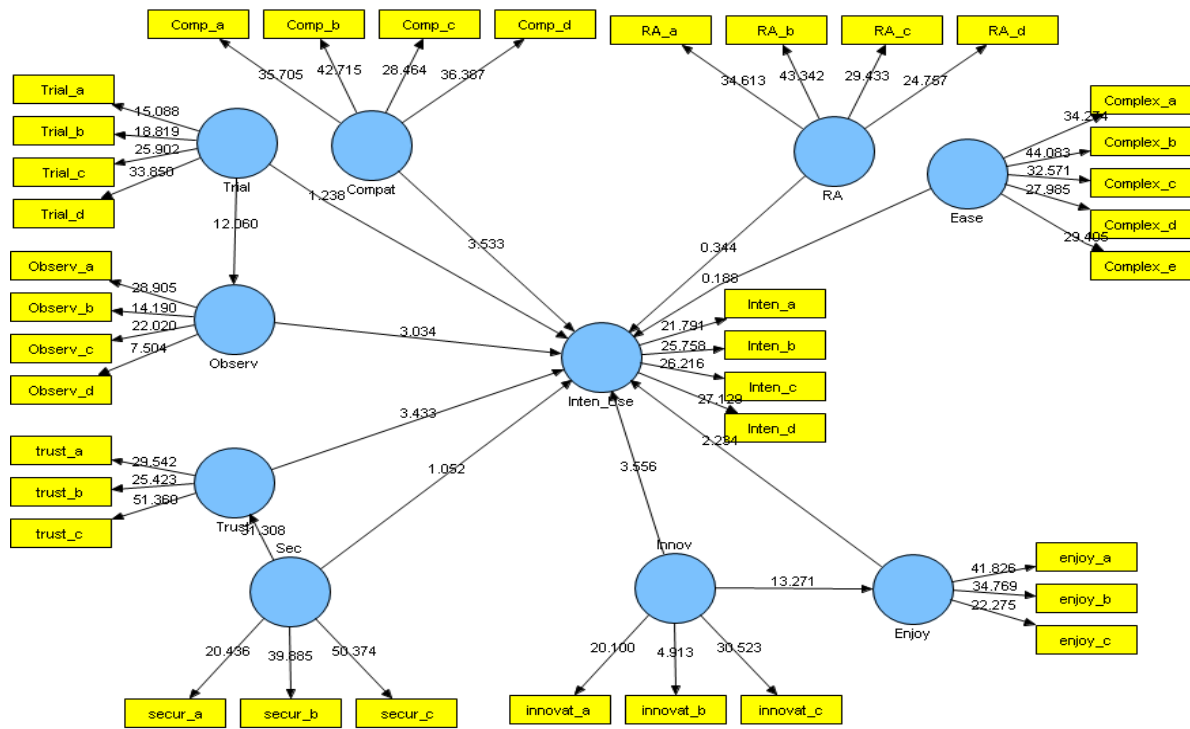 Comp_a
Comp_b
Comp_c
Comp_d
RA_a
RA_b
RA_c
RA_d
35.705
42.715
28.464
36.387
34.613
43.342
29.433
24.757
Trial_a
Trial_b
Trial_c
Trial_d
15.088
18.819
25.902
33.850
Trial
Compat
RA
Ease
Complex_a
Complex_b
Complex_c
Complex_d
Complex_e
34.274
44.083
32.571
27.985
29.405
1.238
12.060
3.533
0.344
0.188
Observ_a
Observ_b
Observ_c
Observ_d
28.905
14.190
22.020
7.504
Observ
3.034
Inten_Use
Inten_a
Inten_b
Inten_c
Inten_d
21.791
25.758
26.216
27.129
trust_a
trust_b
trust_c
29.542
25.423
51.360
Trust
3.433
1.052
3.556
2.284
31.308
Sec
Innov
13.271
Enjoy
enjoy_a
enjoy_b
enjoy_c
41.826
34.769
22.275
20.436
39.885
50.374
20.100
4.913
30.523
secur_a
secur_b
secur_c
innovat_a
innovat_b
innovat_c